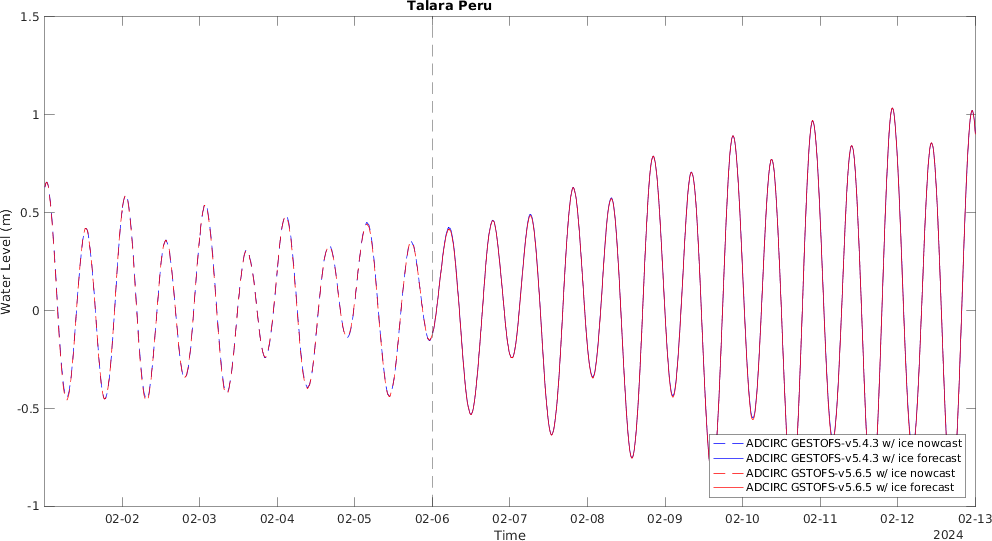 Talara Peru
1.5
1
0.5
0
-0.5
-1
Water Level (m)
ADCIRC GESTOFS-v5.4.3 w/ ice nowcast
ADCIRC GESTOFS-v5.4.3 w/ ice forecast
ADCIRC GSTOFS-v5.6.5 w/ ice nowcast
ADCIRC GSTOFS-v5.6.5 w/ ice forecast
02-02 02-03 02-04 02-05 02-06 02-07 02-08 02-09 02-10 02-11 02-12 02-13
Time
2024